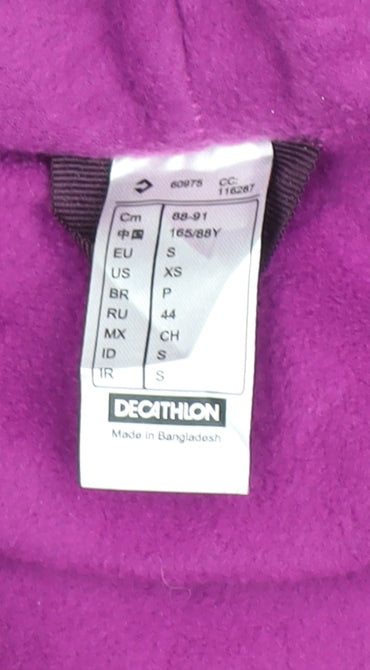 60975 CC: 116287
Cm 88-91
中国 165/88Y
EU S
US XS
BR P
RU 44
MX CH
ID S
IR S
DECATHLON
Made in Bangladesh